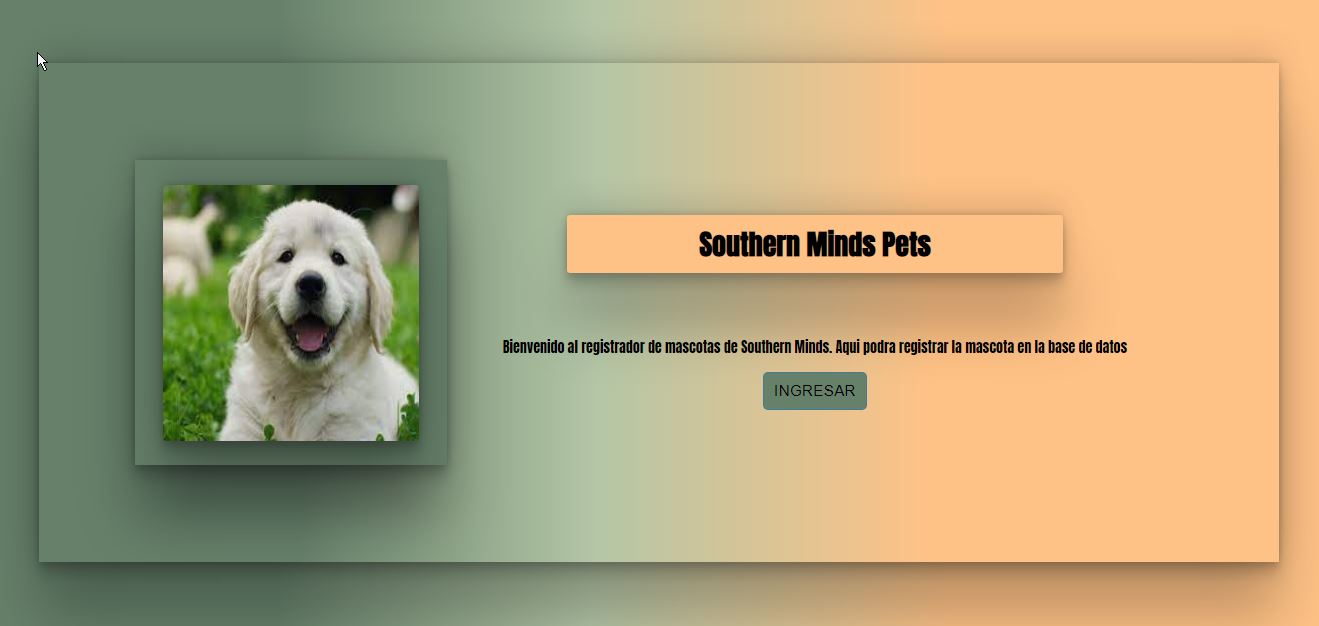 Southern Minds Pets
Bienvenido al registrador de mascotas de Southern Minds. Aqui podra registrar la mascota en la base de datos
INGRESAR